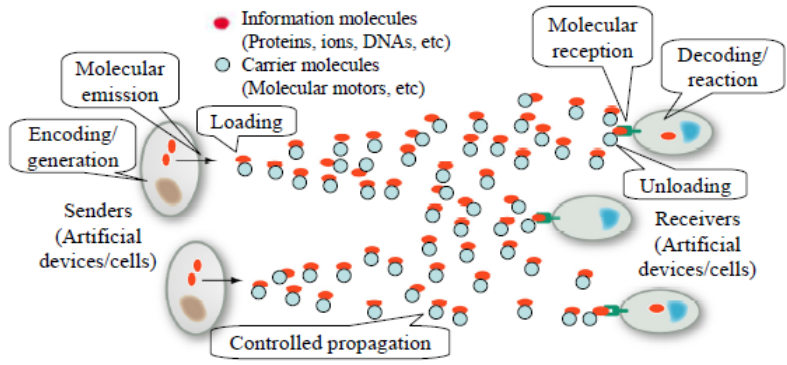 Information molecules
(Proteins, ions, DNAs, etc)
Carrier molecules
(Molecular motors, etc)
Molecular
emission
Encoding/
generation
Loading
Molecular
reception
Decoding/
reaction
Unloading
Senders
(Artificial
devices/cells)
Receivers
(Artificial
devices/cells)
Controlled propagation